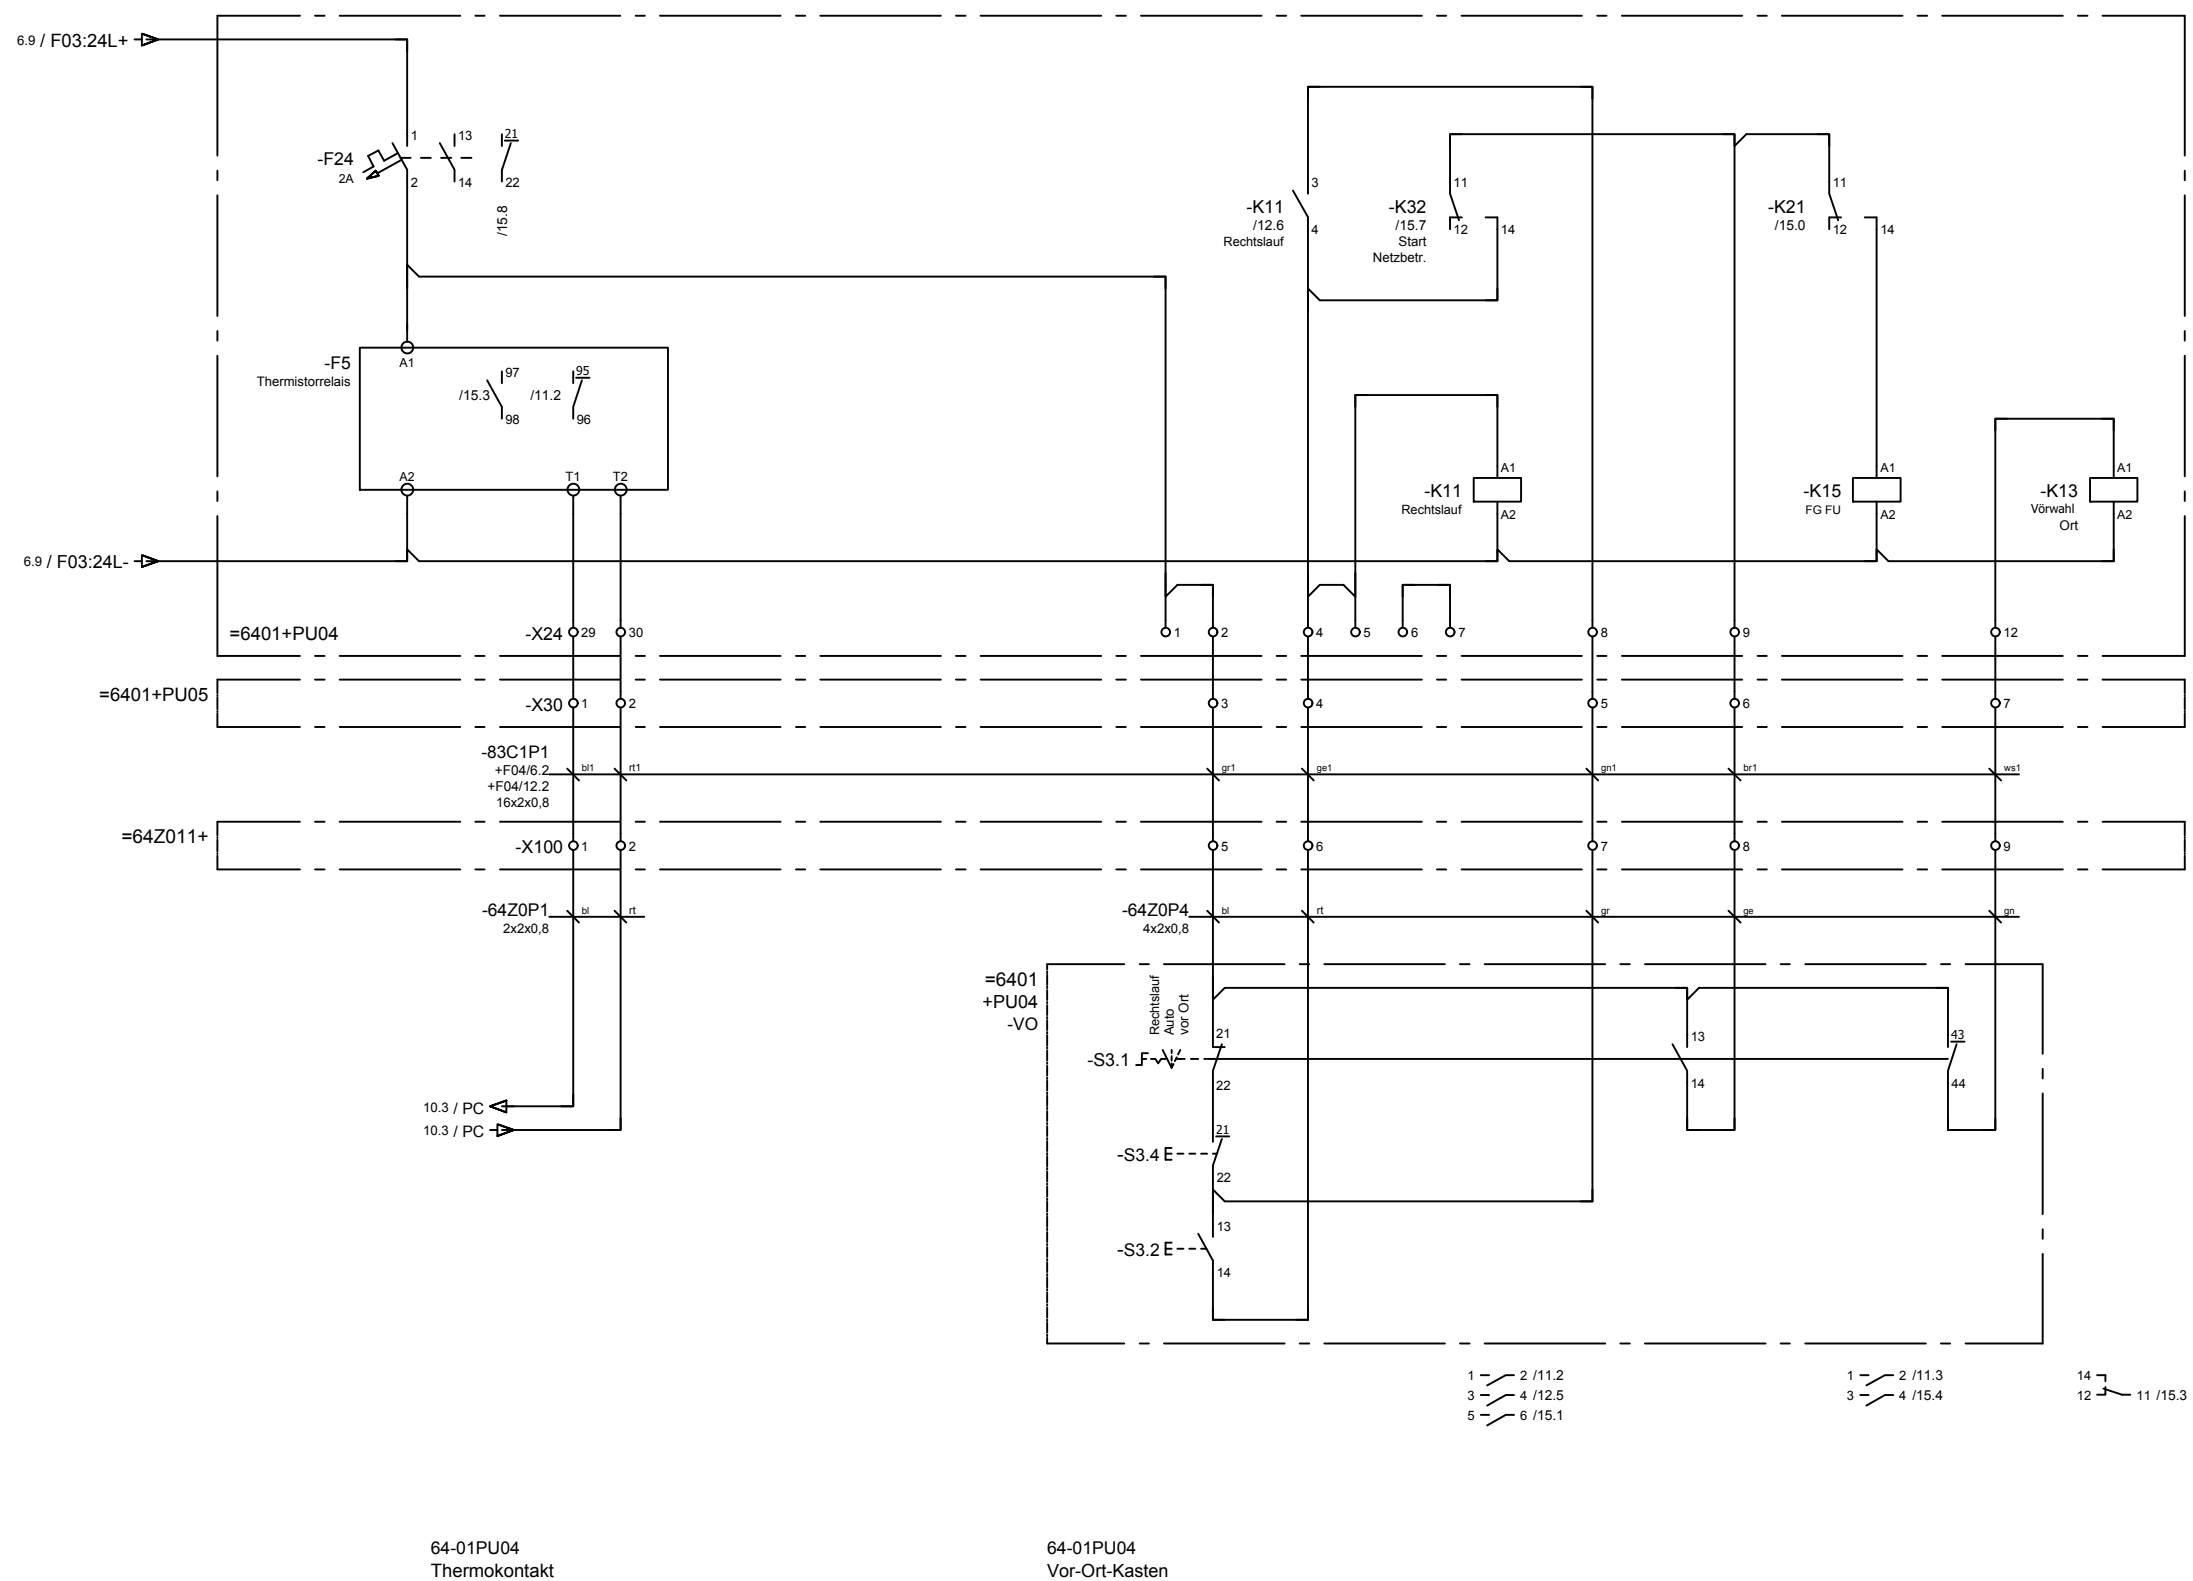 6.9 / F03:24L+
-F24
2A
1
2
13
14
21
22
/15.8
-K11
/12.6
Rechtslauf
3
4
-K32
/15.7
Start
Netzbetr.
11
12
14
-K21
/15.0
11
12
14
-F5
Thermistorrelais
A1
/15.3
97
98
/11.2
95
96
A2
T1
T2
-K11
Rechtslauf
A1
A2
-K15
FG FU
A1
A2
-K13
Vörwahl
Ort
A1
A2
6.9 / F03:24L-
=6401+PU04
-X24
29
30
1
2
4
5
6
7
8
9
12
=6401+PU05
-X30
1
2
3
4
5
6
7
-83C1P1
+F04/6.2
+F04/12.2
16x2x0,8
bl1
rt1
gr1
ge1
gn1
br1
ws1
=64Z011+
-X100
1
2
5
6
7
8
9
-64Z0P1
2x2x0,8
bl
rt
-64Z0P4
4x2x0,8
bl
rt
gr
ge
gn
=6401
+PU04
-VO
Rechtslauf
Auto
vor Ort
-S3.1
21
22
13
14
43
44
10.3 / PC
10.3 / PC
-S3.4
21
22
-S3.2
13
14
1 2 /11.2
3 4 /12.5
5 6 /15.1
1 2 /11.3
3 4 /15.4
14
12 11 /15.3
64-01PU04
Thermokontakt
64-01PU04
Vor-Ort-Kasten